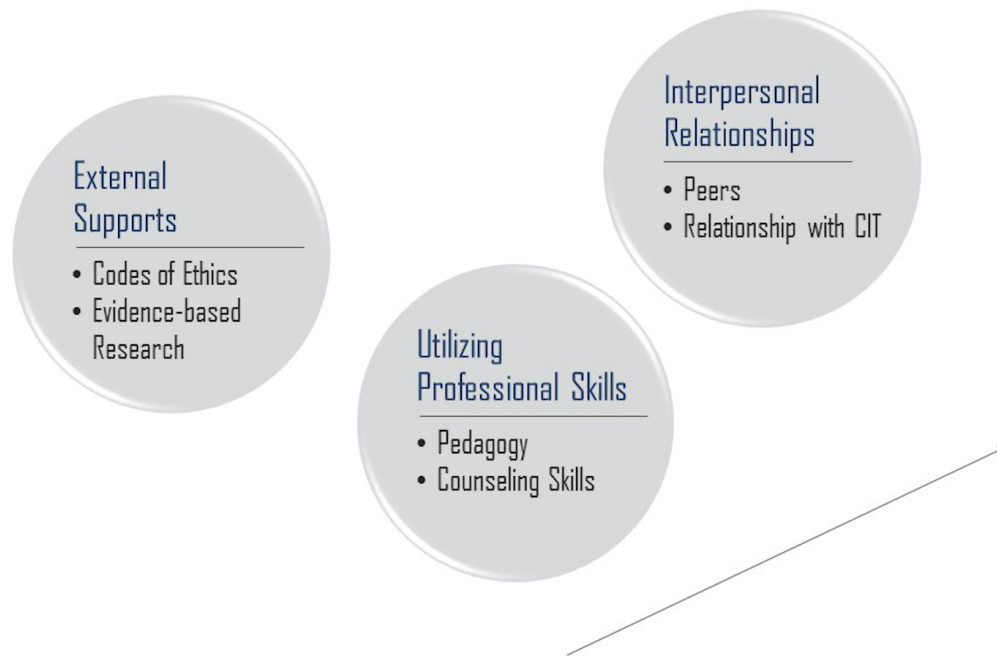 External
Supports
• Codes of Ethics
• Evidence-based
Research
Utilizing
Professional Skills
• Pedagogy
• Counseling Skills
Interpersonal
Relationships
• Peers
• Relationship with CIT